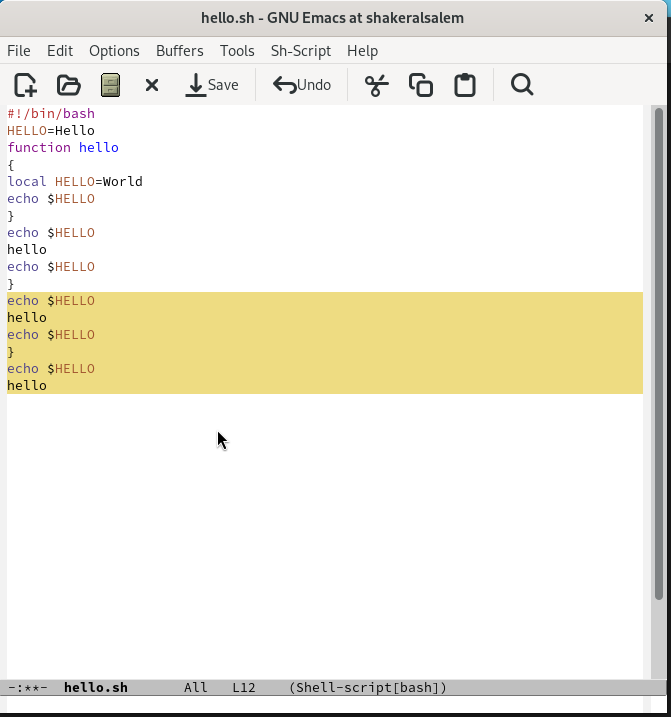 hello.sh - GNU Emacs at shakeralsalem
File Edit Options Buffers Tools Sh-Script Help
Save Undo
#!/bin/bash
HELLO=Hello
function hello
{
local HELLO=World
echo $HELLO
}
echo $HELLO
hello
echo $HELLO
}
echo $HELLO
hello
echo $HELLO
}
echo $HELLO
hello
-:**- hello.sh All L12 (Shell-script[bash])